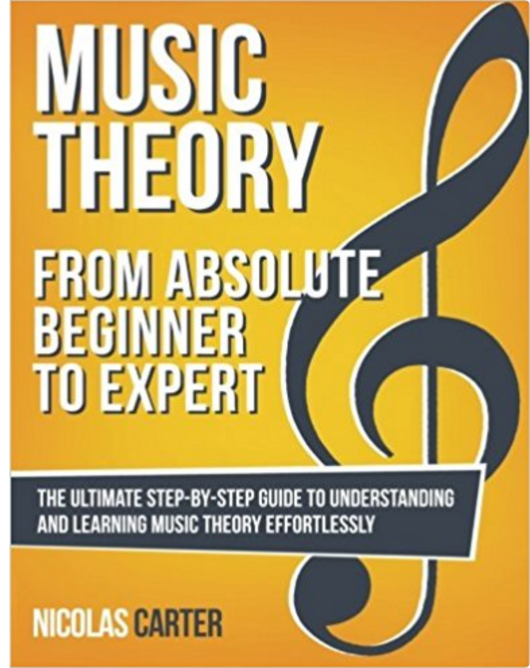 MUSIC
THEORY
FROM ABSOLUTE
BEGINNER
TO EXPERT
THE ULTIMATE STEP-BY-STEP GUIDE TO UNDERSTANDING
AND LEARNING MUSIC THEORY EFFORTLESSLY
NICOLAS CARTER